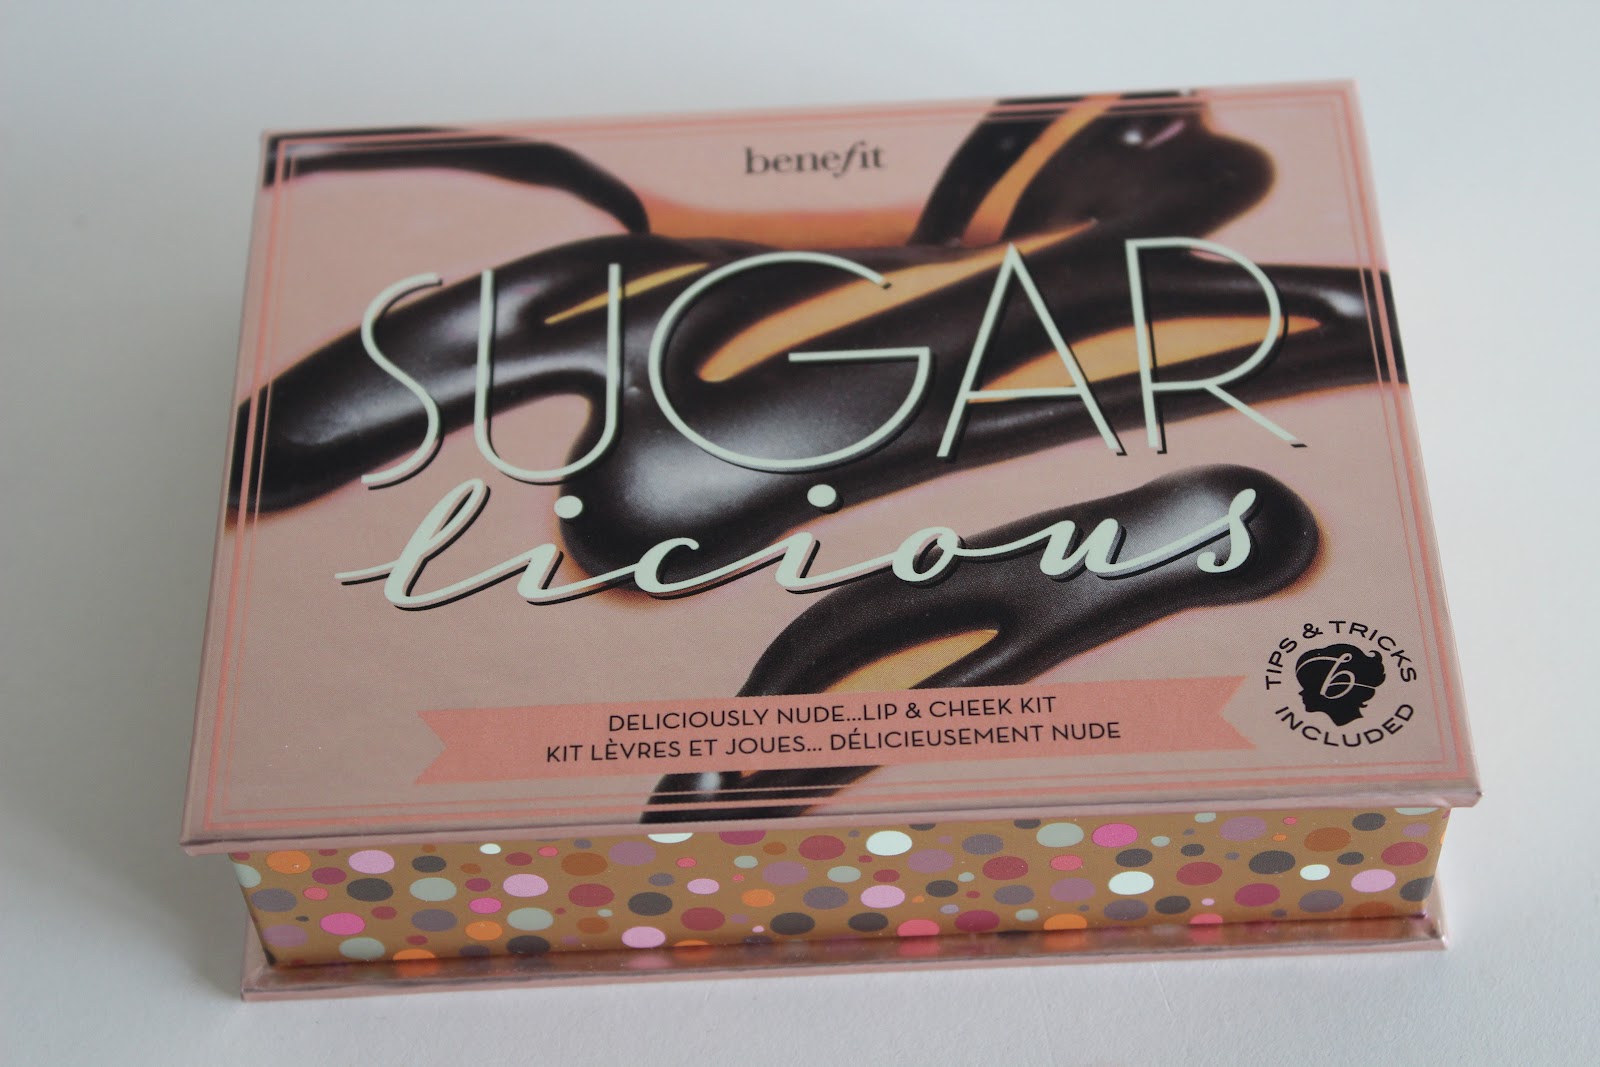 benefit
SUGAR
licious
DELICIOUSLY NUDE...LIP & CHEEK KIT
KIT LÈVRES ET JOUES... DÉLICIEUSEMENT NUDE
TIPS & TRICKS
b
INCLUDED